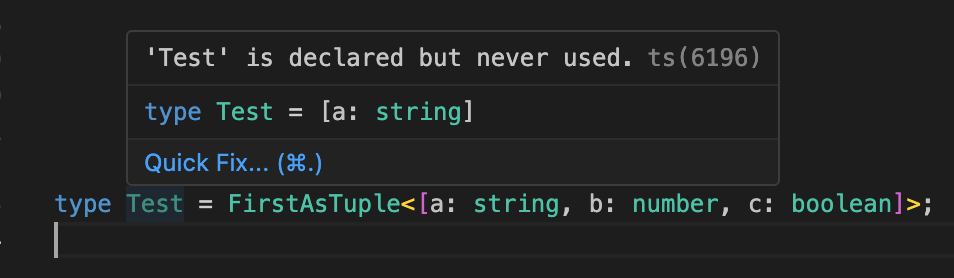 'Test' is declared but never used. ts(6196)
type Test = [a: string]
Quick Fix... (⌘.)
type Test = FirstAsTuple<[a: string, b: number, c: boolean]>;